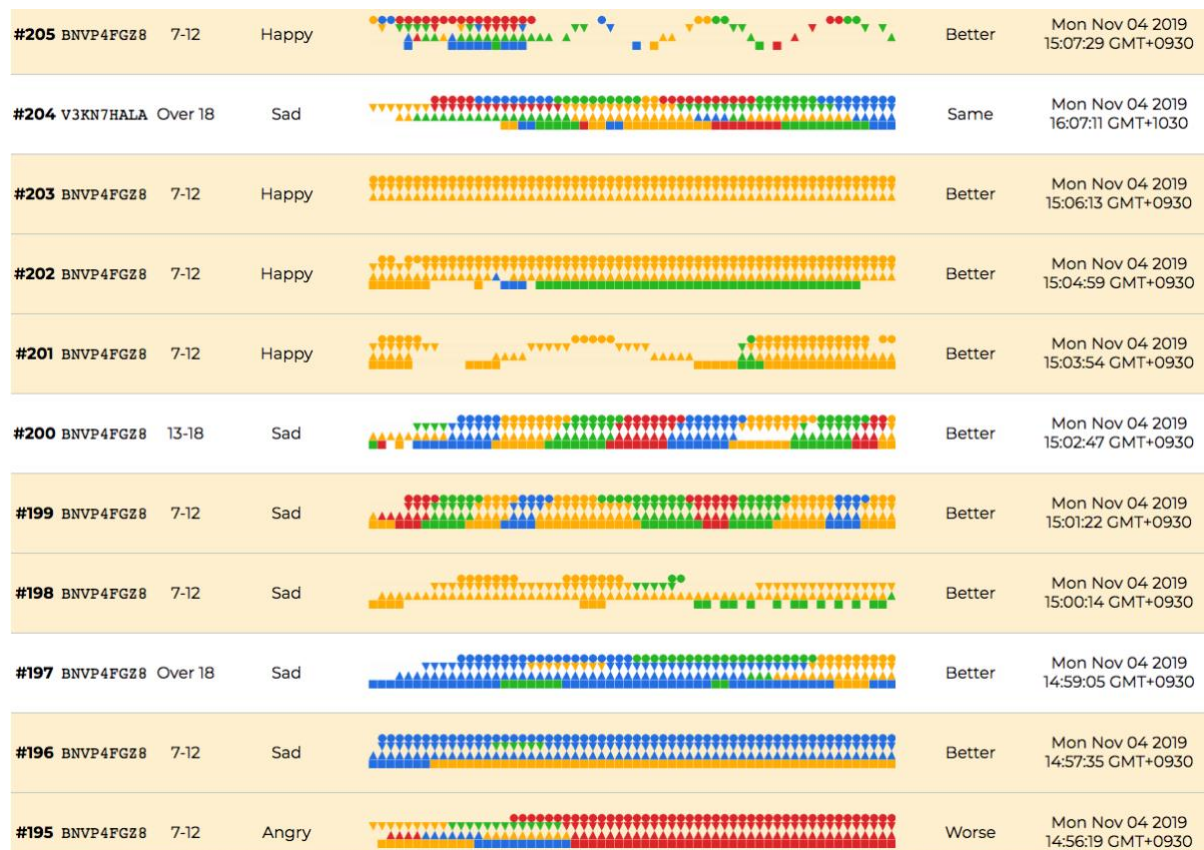 #205 BNVP4FGZ8 7-12 Happy Better Mon Nov 04 2019
15:07:29 GMT+0930
#204 V3KN7HALA Over 18 Sad Same Mon Nov 04 2019
16:07:11 GMT+1030
#203 BNVP4FGZ8 7-12 Happy Better Mon Nov 04 2019
15:06:13 GMT+0930
#202 BNVP4FGZ8 7-12 Happy Better Mon Nov 04 2019
15:04:59 GMT+0930
#201 BNVP4FGZ8 7-12 Happy Better Mon Nov 04 2019
15:03:54 GMT+0930
#200 BNVP4FGZ8 13-18 Sad Better Mon Nov 04 2019
15:02:47 GMT+0930
#199 BNVP4FGZ8 7-12 Sad Better Mon Nov 04 2019
15:01:22 GMT+0930
#198 BNVP4FGZ8 7-12 Sad Better Mon Nov 04 2019
15:00:14 GMT+0930
#197 BNVP4FGZ8 Over 18 Sad Better Mon Nov 04 2019
14:59:05 GMT+0930
#196 BNVP4FGZ8 7-12 Sad Better Mon Nov 04 2019
14:57:35 GMT+0930
#195 BNVP4FGZ8 7-12 Angry Worse Mon Nov 04 2019
14:56:19 GMT+0930